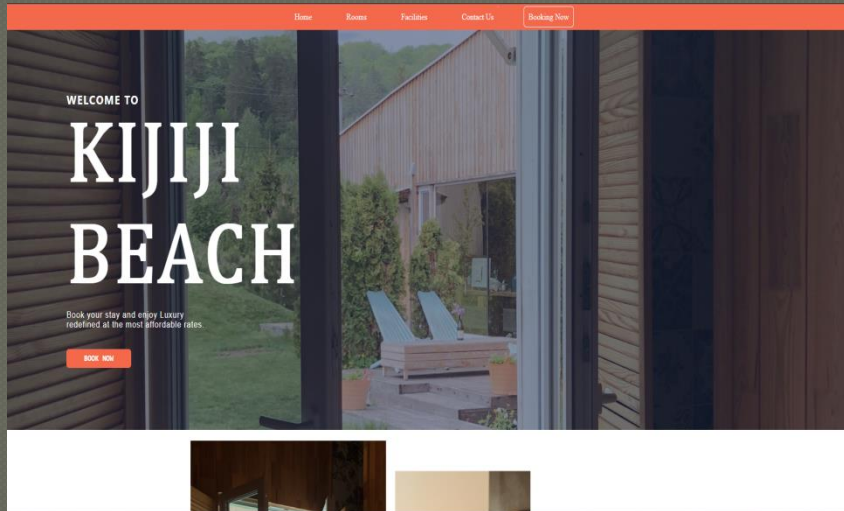 Home
Rooms
Facilities
Contact Us
Booking Now
WELCOME TO
KIJIJI
BEACH
Book your stay and enjoy Luxury
redefined at the most affordable rates.
BOOK NOW